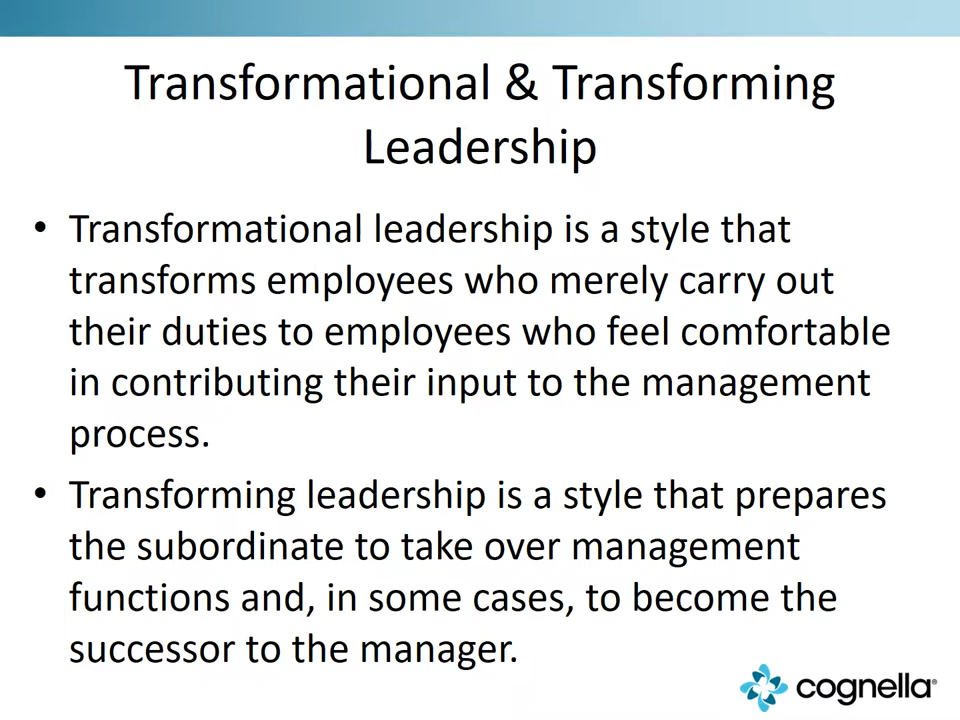 Transformational & Transforming
Leadership
• Transformational leadership is a style that
transforms employees who merely carry out
their duties to employees who feel comfortable
in contributing their input to the management
process.
• Transforming leadership is a style that prepares
the subordinate to take over management
functions and, in some cases, to become the
successor to the manager.
cognella®